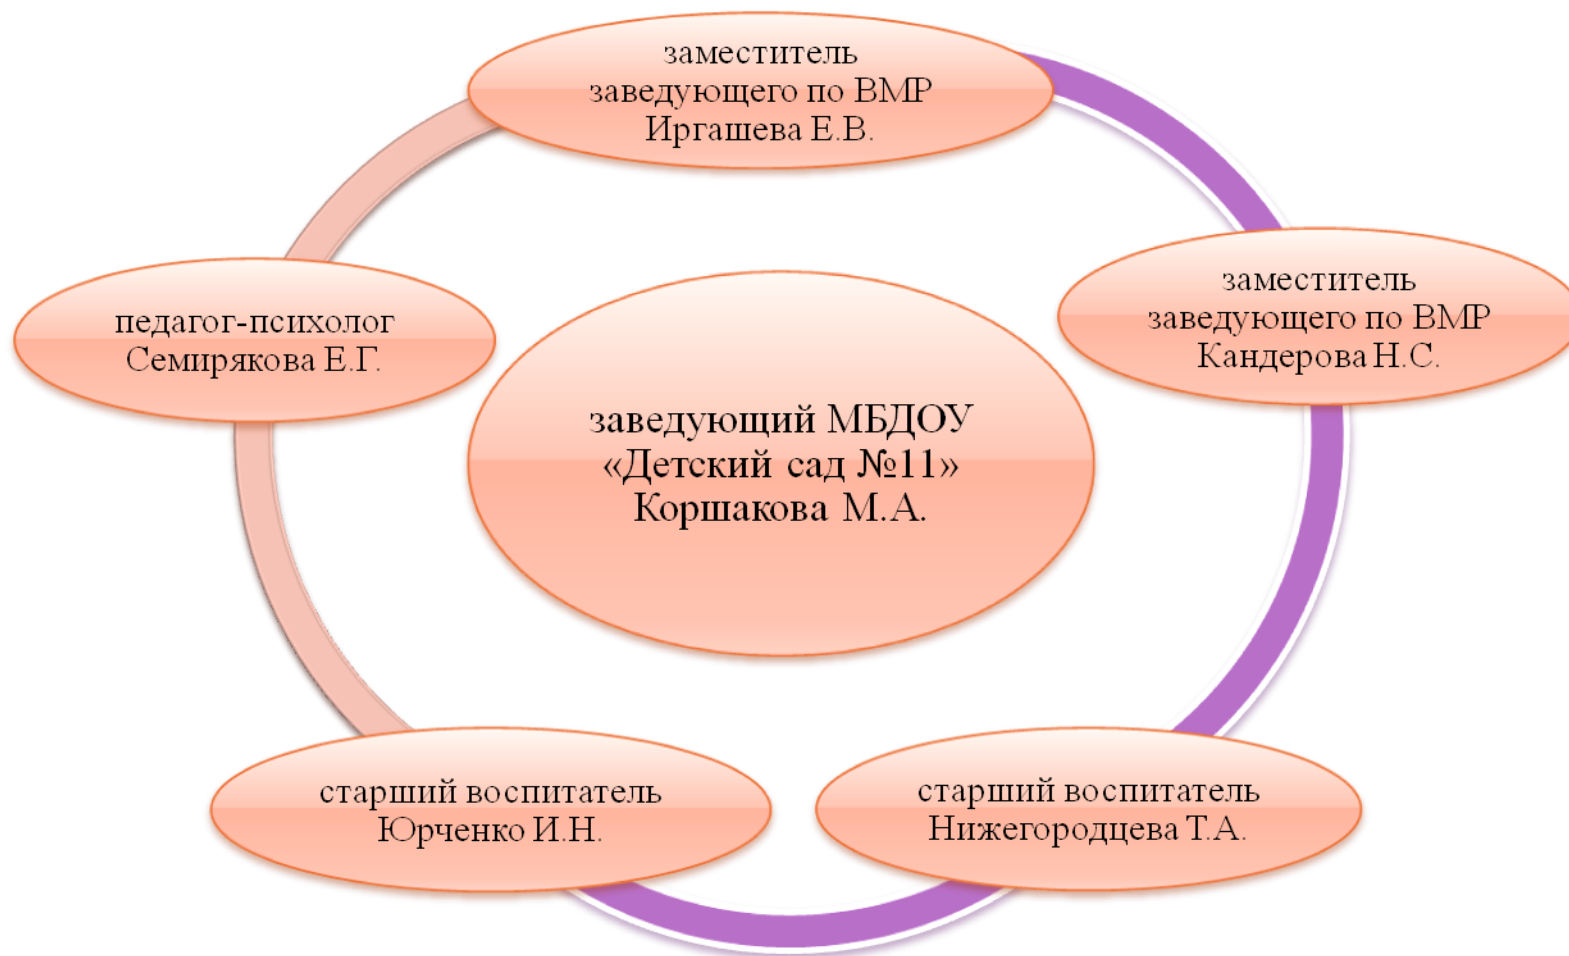 заместитель
заведующего по ВМР
Иргашева Е.В.
заместитель
заведующего по ВМР
Кандерова Н.С.
педагог-психолог
Семирякова Е.Г.
заведующий МБДОУ
«Детский сад №11»
Коршакова М.А.
старший воспитатель
Юрченко И.Н.
старший воспитатель
Нижегородцева Т.А.